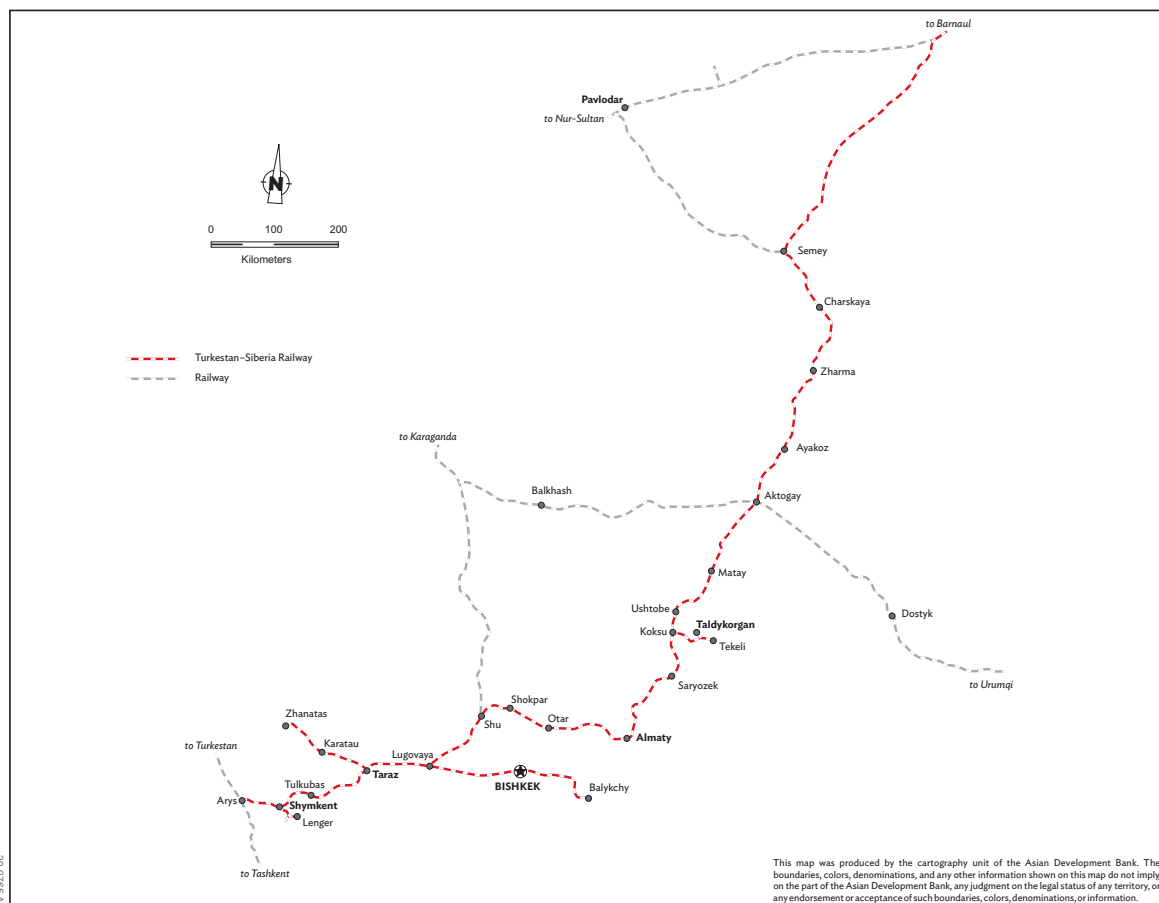 to Barnaul
Pavlodar
to Nur-Sultan
N
0 100 200
Kilometers
Semey
Charskaya
Turkestan–Siberia Railway
Railway
Zharma
to Karaganda
Ayakoz
Balkhash
Aktogay
Matay
Ushtobe
Dostyk
Koksu
Taldykorgan
Tekeli
Saryozek
to Urumqi
Shokpar
Zhanatas
Shu
Otar
Almaty
to Turkestan
Karatau
Lugovaya
Taraz
BISHKEK
Tulkubas
Balykchy
Arys
Shymkent
Lenger
to Tashkent
This map was produced by the cartography unit of the Asian Development Bank. The
boundaries, colors, denominations, and any other information shown on this map do not imply,
on the part of the Asian Development Bank, any judgment on the legal status of any territory, or
any endorsement or acceptance of such boundaries, colors, denominations, or information.